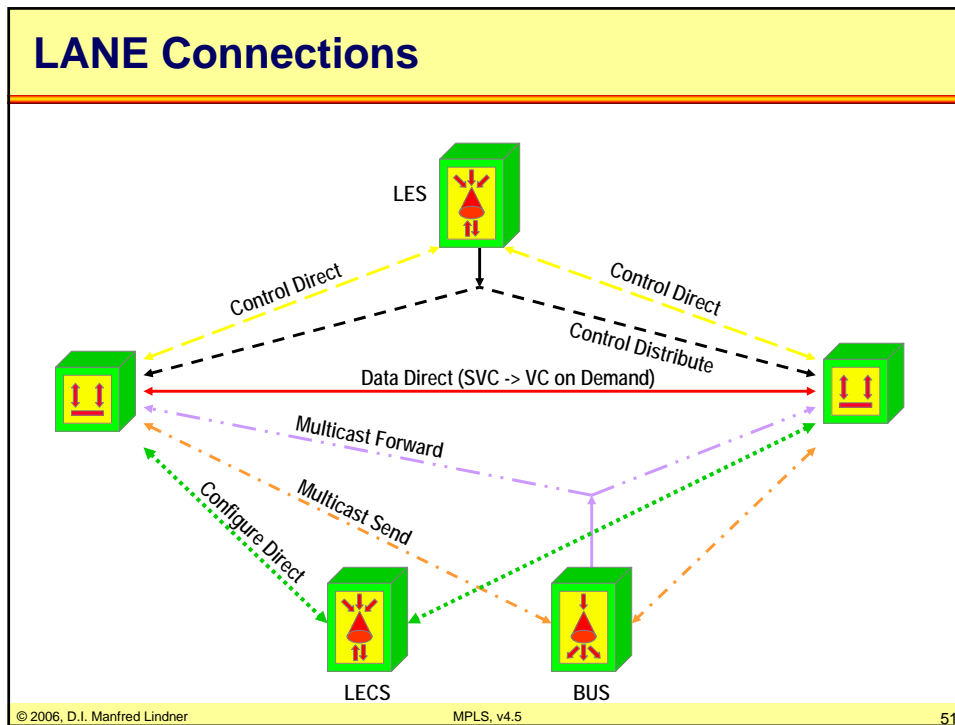 LANE Connections
LES
Control Direct
Control Direct
Control Distribute
Data Direct (SVC -> VC on Demand)
Multicast Forward
Multicast Send
Configure Direct
LECS
BUS
© 2006, D.I. Manfred Lindner
MPLS, v4.5
51